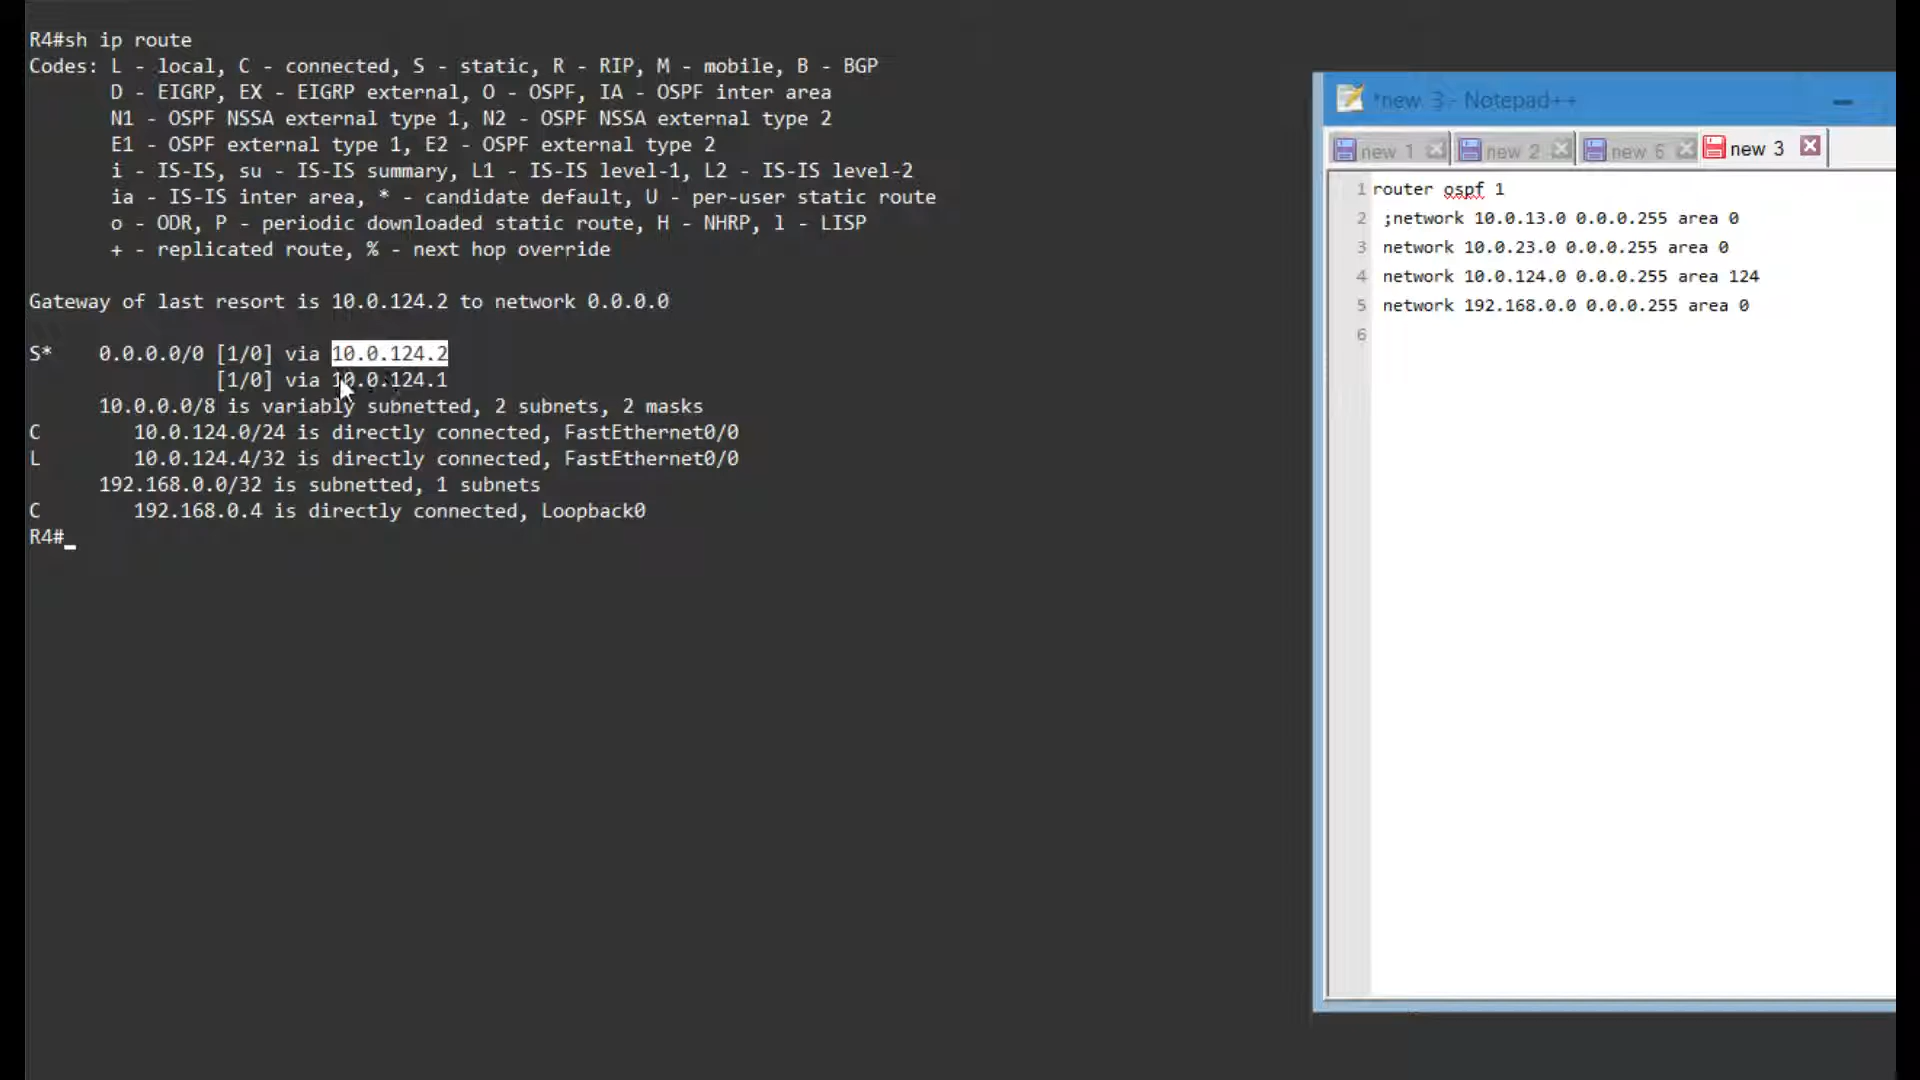 R4#sh ip route
Codes: L - local, C - connected, S - static, R - RIP, M - mobile, B - BGP
D - EIGRP, EX - EIGRP external, O - OSPF, IA - OSPF inter area
N1 - OSPF NSSA external type 1, N2 - OSPF NSSA external type 2
E1 - OSPF external type 1, E2 - OSPF external type 2
i - IS-IS, su - IS-IS summary, L1 - IS-IS level-1, L2 - IS-IS level-2
ia - IS-IS inter area, * - candidate default, U - per-user static route
o - ODR, P - periodic downloaded static route, H - NHRP, l - LISP
+ - replicated route, % - next hop override
Gateway of last resort is 10.0.124.2 to network 0.0.0.0
S* 0.0.0.0/0 [1/0] via 10.0.124.2
[1/0] via 10.0.124.1
10.0.0.0/8 is variably subnetted, 2 subnets, 2 masks
C 10.0.124.0/24 is directly connected, FastEthernet0/0
L 10.0.124.4/32 is directly connected, FastEthernet0/0
192.168.0.0/32 is subnetted, 1 subnets
C 192.168.0.4 is directly connected, Loopback0
R4#_
*new 3 - Notepad++
new 1 new 2 new 6 new 3
1 router ospf 1
2 ;network 10.0.13.0 0.0.0.255 area 0
3 network 10.0.23.0 0.0.0.255 area 0
4 network 10.0.124.0 0.0.0.255 area 124
5 network 192.168.0.0 0.0.0.255 area 0
6